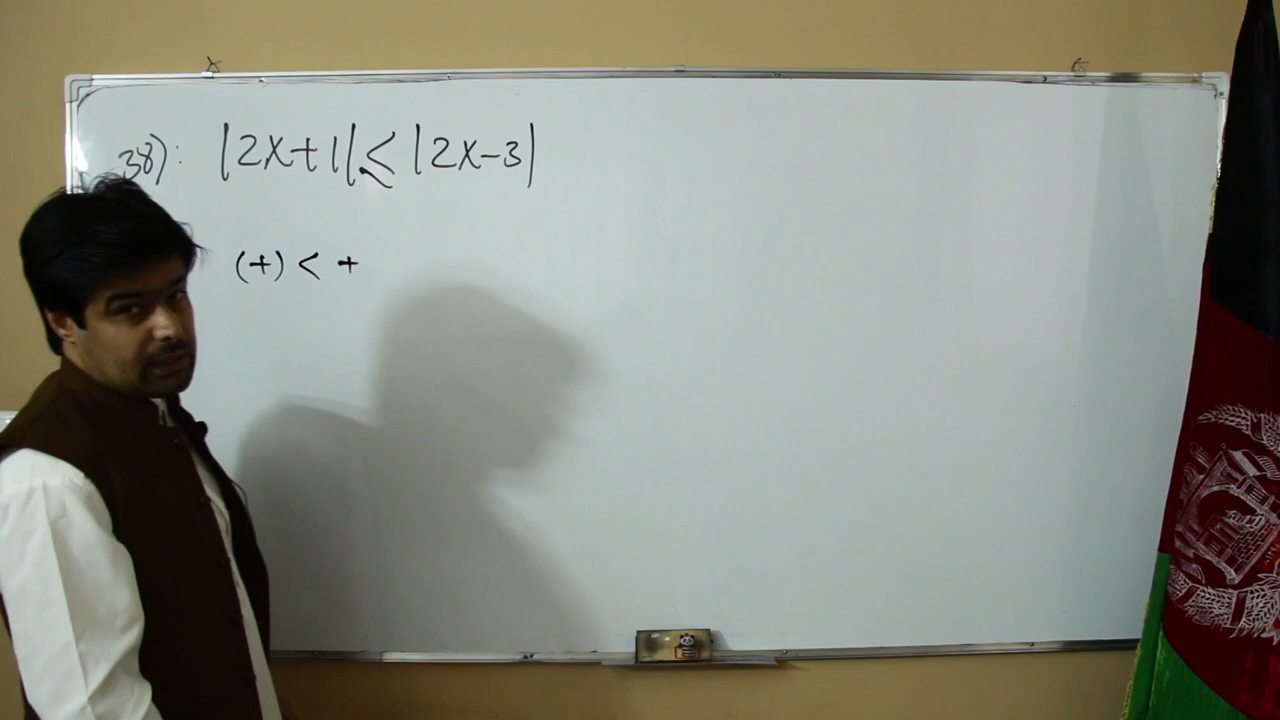 38): |2x+1| ≤ |2x-3|
(+) < +